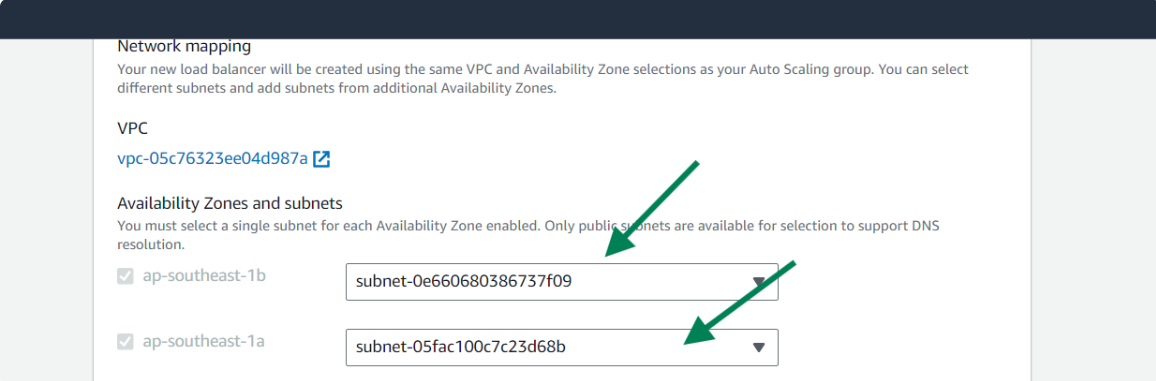 Network mapping
Your new load balancer will be created using the same VPC and Availability Zone selections as your Auto Scaling group. You can select
different subnets and add subnets from additional Availability Zones.
VPC
vpc-05c76323ee04d987a
Availability Zones and subnets
You must select a single subnet for each Availability Zone enabled. Only public subnets are available for selection to support DNS
resolution.
ap-southeast-1b
subnet-0e660680386737f09
ap-southeast-1a
subnet-05fac100c7c23d68b